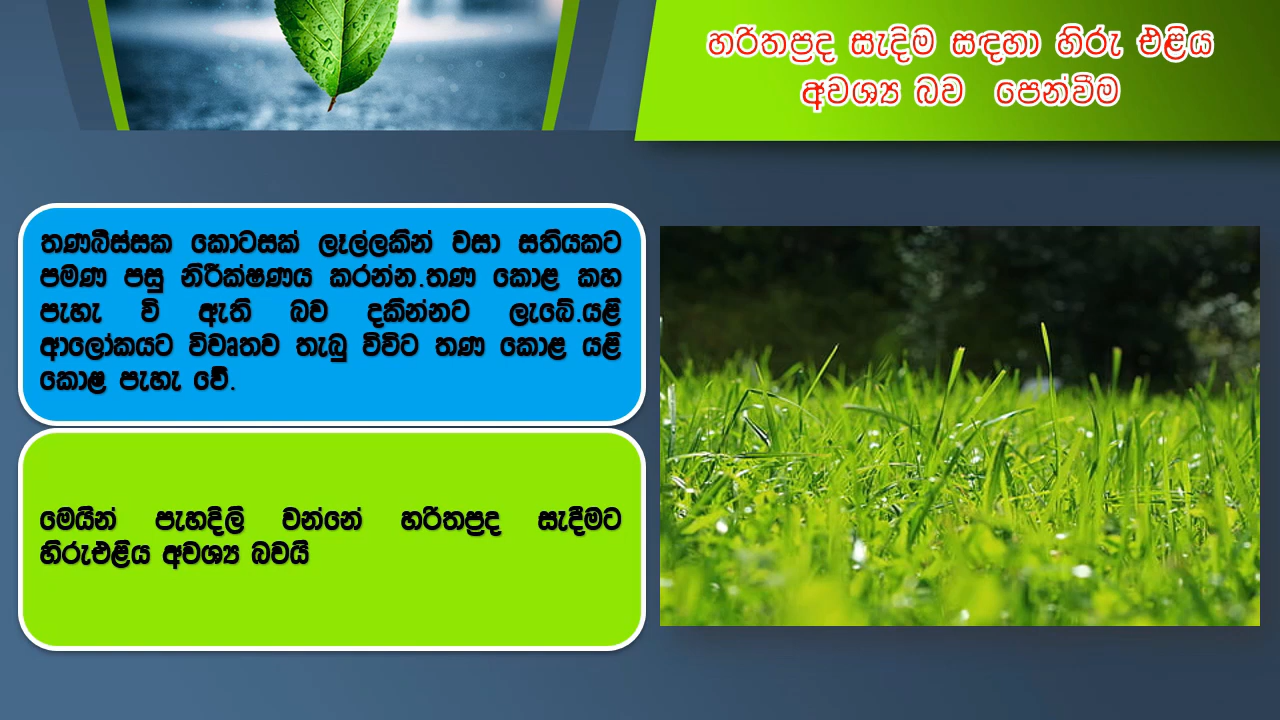 හරිතප්‍රද සැදිම සඳහා හිරු එළිය
අවශ්‍ය බව පෙන්වීම
තණබිස්සක කොටසක් ලෑල්ලකින් වසා සතියකට
පමණ පසු නිරීක්ෂණය කරන්න.තණ කොළ කහ
පැහැ වි ඇති බව දකින්නට ලැබේ.යළි
ආලෝකයට විවෘතව තැබු විවිට තණ කොළ යළි
කොළ පැහැ වේ.
මෙයින් පැහදිලි වන්නේ හරිතප්‍රද සැදීමට
හිරුඑළිය අවශ්‍ය බවයි